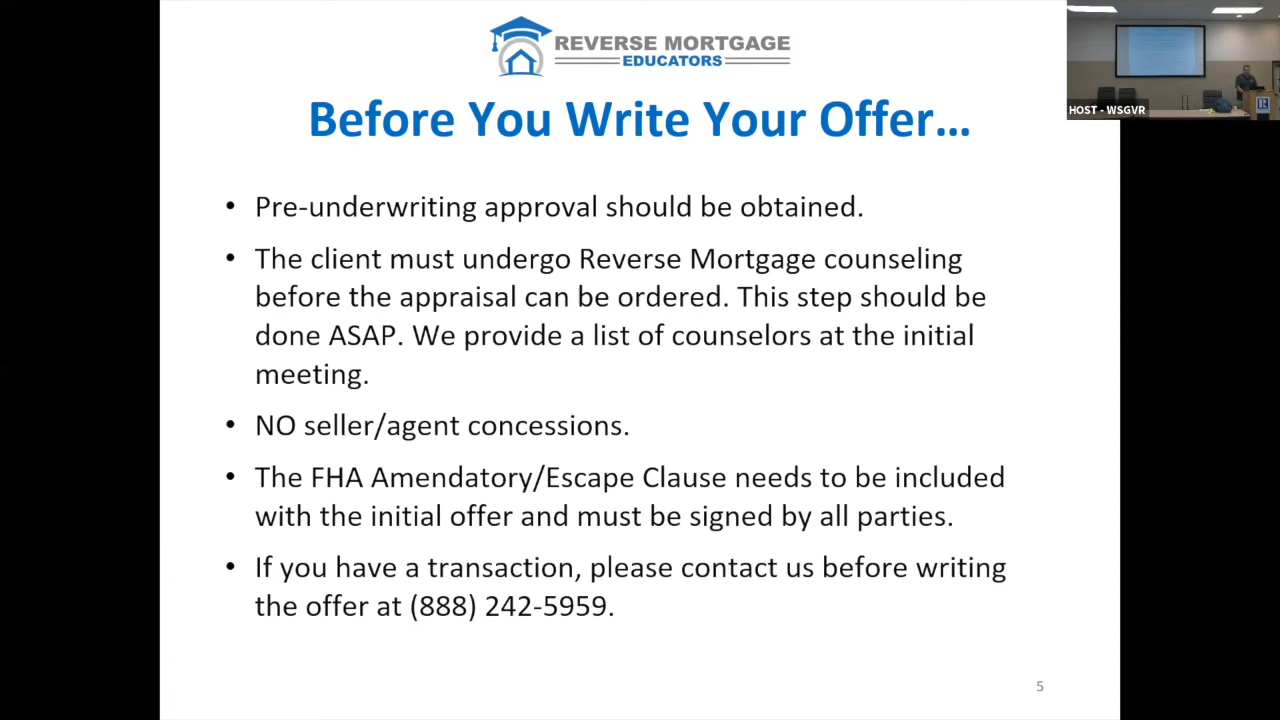 REVERSE MORTGAGE
EDUCATORS
HOST - WSGVR
Before You Write Your Offer...
• Pre-underwriting approval should be obtained.
• The client must undergo Reverse Mortgage counseling
before the appraisal can be ordered. This step should be
done ASAP. We provide a list of counselors at the initial
meeting.
• NO seller/agent concessions.
• The FHA Amendatory/Escape Clause needs to be included
with the initial offer and must be signed by all parties.
• If you have a transaction, please contact us before writing
the offer at (888) 242-5959.
5